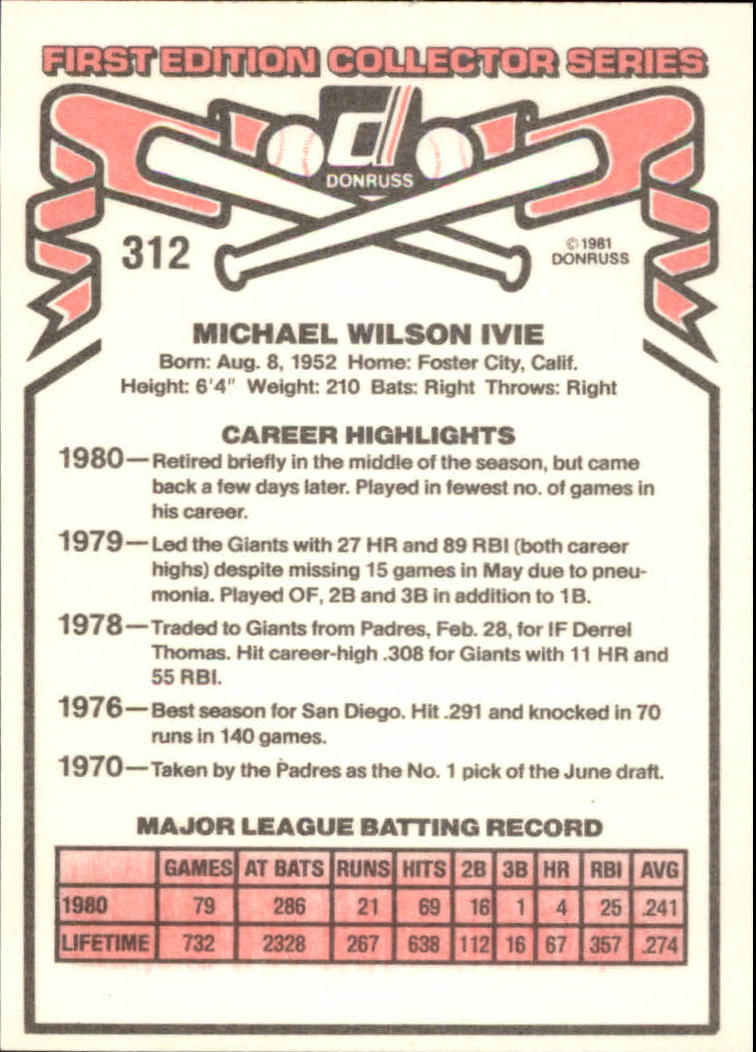 FIRST EDITION COLLECTOR SERIES
d
DONRUSS
312
© 1981
DONRUSS
MICHAEL WILSON IVIE
Born: Aug. 8, 1952 Home: Foster City, Calif.
Height: 6'4" Weight: 210 Bats: Right Throws: Right
CAREER HIGHLIGHTS
1980—Retired briefly in the middle of the season, but came
back a few days later. Played in fewest no. of games in
his career.
1979—Led the Giants with 27 HR and 89 RBI (both career
highs) despite missing 15 games in May due to pneu-
monia. Played OF, 2B and 3B in addition to 1B.
1978—Traded to Giants from Padres, Feb. 28, for IF Derrel
Thomas. Hit career-high .308 for Giants with 11 HR and
55 RBI.
1976—Best season for San Diego. Hit .291 and knocked in 70
runs in 140 games.
1970—Taken by the Padres as the No. 1 pick of the June draft.
MAJOR LEAGUE BATTING RECORD
GAMES AT BATS RUNS HITS 2B 3B HR RBI AVG
1980 79 286 21 69 16 1 4 25 .241
LIFETIME 732 2328 267 638 112 16 67 357 .274